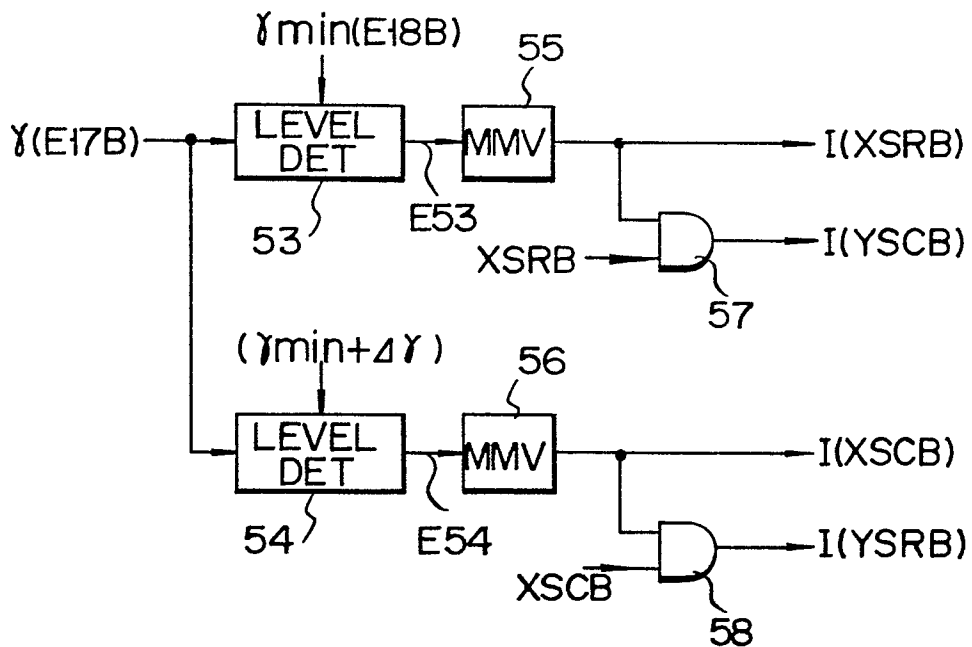 γmin(E18B)
55
γ(E17B)
LEVEL
DET
MMV
I(XSRB)
53
E53
XSRB
I(YSCB)
57
(γmin+Δγ)
56
LEVEL
DET
MMV
I(XSCB)
54
E54
XSCB
I(YSRB)
58